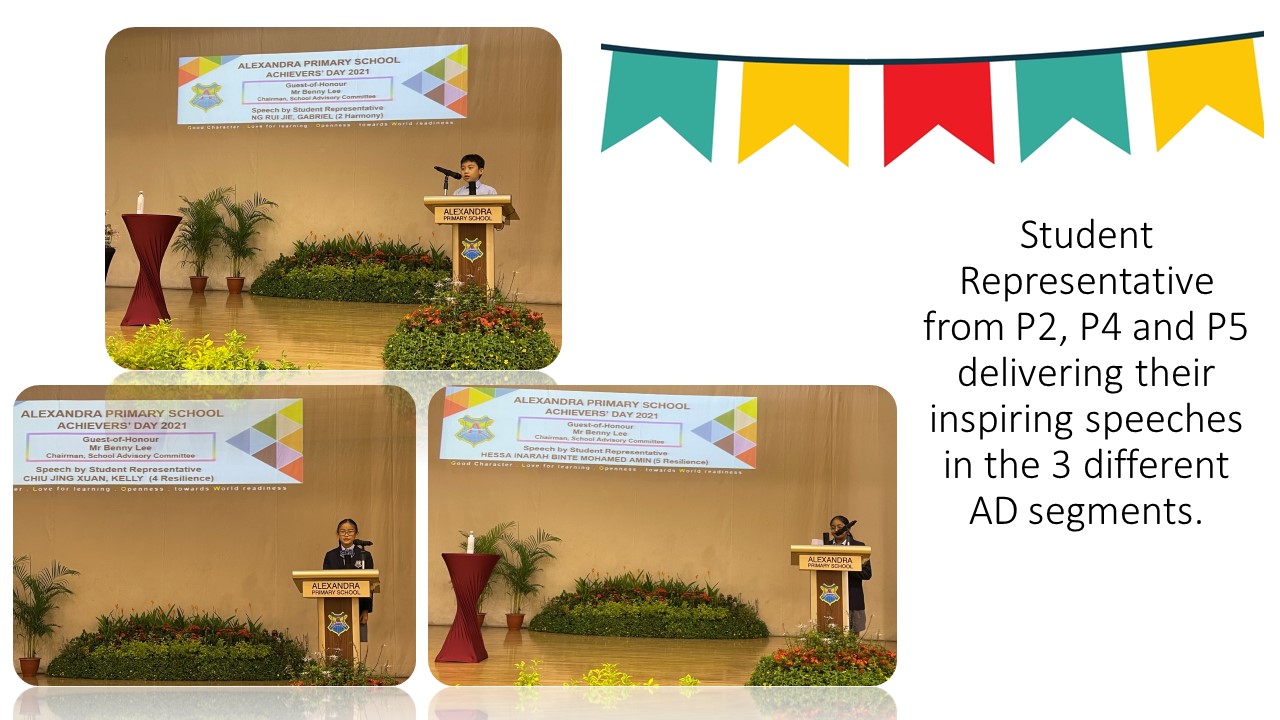 ALEXANDRA PRIMARY SCHOOL
ACHIEVERS' DAY 2021
Guest-of-Honour
Mr Benny Lee
Chairman, School Advisory Committee
Speech by Student Representative
NG RUI JIE, GABRIEL (2 Harmony)
Good Character . Love for learning . Openness . towards World readiness
ALEXANDRA
PRIMARY SCHOOL
Student
Representative
from P2, P4 and P5
delivering their
inspiring speeches
in the 3 different
AD segments.
ALEXANDRA PRIMARY SCHOOL
ACHIEVERS' DAY 2021
Guest-of-Honour
Mr Benny Lee
Chairman, School Advisory Committee
Speech by Student Representative
CHIU JING XUAN, KELLY (4 Resilience)
er . Love for learning . Openness . towards World readiness
ALEXANDRA
PRIMARY SCHOOL
ALEXANDRA PRIMARY SCHOOL
ACHIEVERS' DAY 2021
Guest-of-Honour
Mr Benny Lee
Chairman, School Advisory Committee
Speech by Student Representative
HESSA INARAH BINTE MOHAMED AMIN (5 Resilience)
Good Character . Love for learning . Openness . towards World readiness
ALEXANDRA
PRIMARY SCHOOL